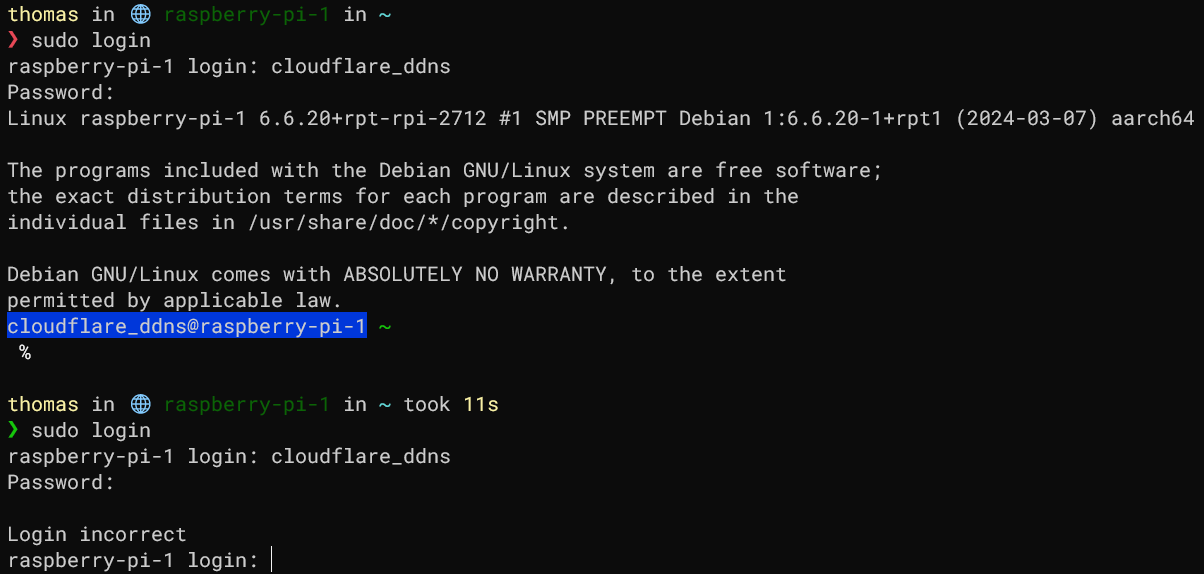 thomas in 🌐 raspberry-pi-1 in ~
❯ sudo login
raspberry-pi-1 login: cloudflare_ddns
Password:
Linux raspberry-pi-1 6.6.20+rpt-rpi-2712 #1 SMP PREEMPT Debian 1:6.6.20-1+rpt1 (2024-03-07) aarch64
The programs included with the Debian GNU/Linux system are free software;
the exact distribution terms for each program are described in the
individual files in /usr/share/doc/*/copyright.
Debian GNU/Linux comes with ABSOLUTELY NO WARRANTY, to the extent
permitted by applicable law.
cloudflare_ddns@raspberry-pi-1 ~
%
thomas in 🌐 raspberry-pi-1 in ~ took 11s
❯ sudo login
raspberry-pi-1 login: cloudflare_ddns
Password:
Login incorrect
raspberry-pi-1 login: